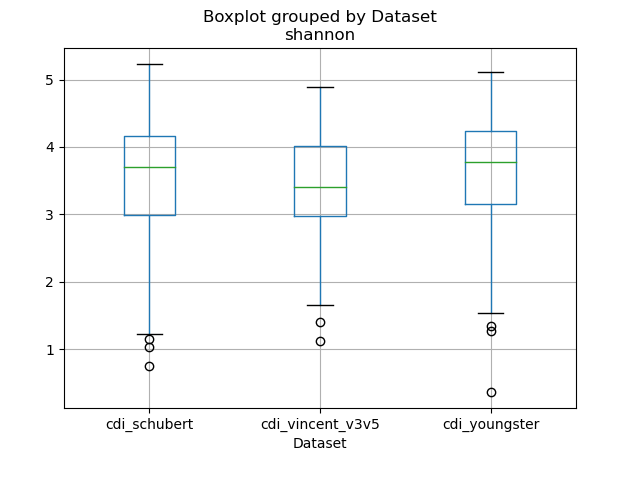 Boxplot grouped by Dataset
shannon
5
4
3
2
1
cdi_schubert
cdi_vincent_v3v5
cdi_youngster
Dataset